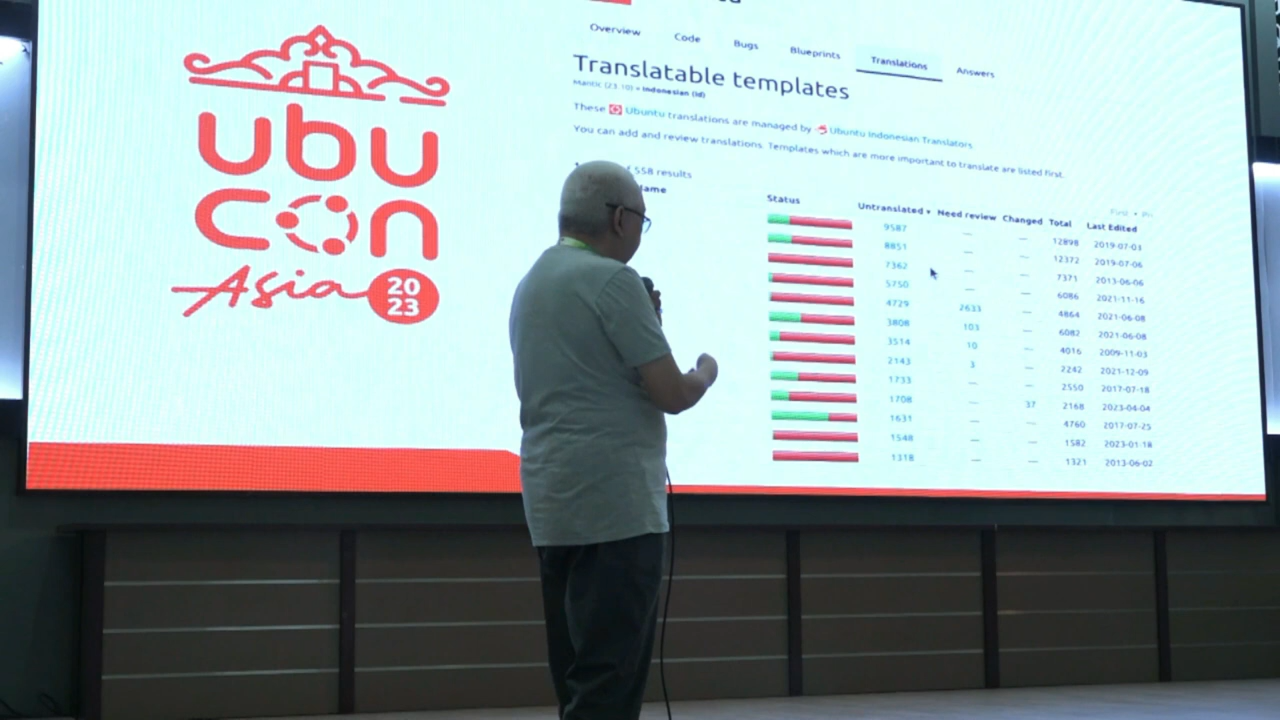 ubu
con
Asia 20
23
Overview Code Bugs Blueprints Translations Answers
Translatable templates
Mantic (23.10) » Indonesian (id)
These Ubuntu translations are managed by Ubuntu Indonesian Translators.
You can add and review translations. Templates which are more important to translate are listed first.
558 results
Status Untranslated Need review Changed Total Last Edited
9587 — — 12898 2019-07-03
8851 — — 12372 2019-07-06
7362 — — 7371 2013-06-06
5750 — — 6086 2021-11-16
4729 2633 — 4864 2021-06-08
3808 103 — 6082 2021-06-08
3514 10 — 4016 2009-11-03
2143 3 — 2242 2021-12-09
1733 — — 2550 2017-07-18
1708 — 37 2168 2023-04-04
1631 — — 4760 2017-07-25
1548 — — 1582 2023-01-18
1318 — — 1321 2013-06-02